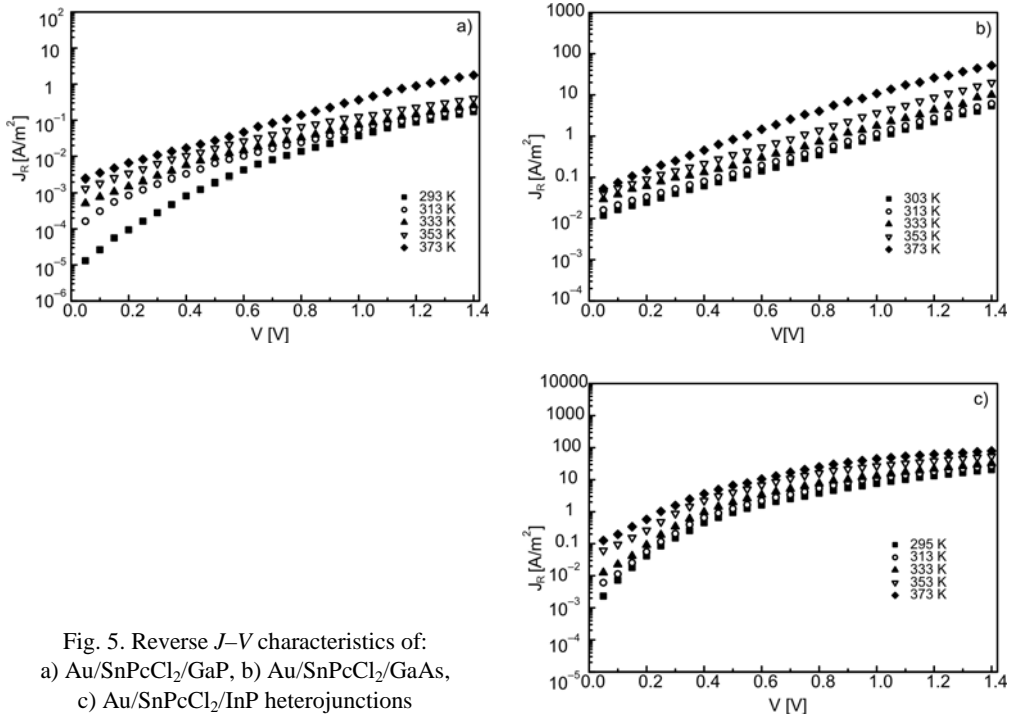 a)
10²
10
1
10⁻¹
10⁻²
10⁻³
10⁻⁴
10⁻⁵
10⁻⁶
J_R [A/m²]
293 K
313 K
333 K
353 K
373 K
0.0 0.2 0.4 0.6 0.8 1.0 1.2 1.4
V [V]
b)
1000
100
10
1
0.1
10⁻²
10⁻³
10⁻⁴
J_R [A/m²]
303 K
313 K
333 K
353 K
373 K
0.0 0.2 0.4 0.6 0.8 1.0 1.2 1.4
V[V]
c)
10000
1000
100
10
1
0.1
10⁻²
10⁻³
10⁻⁴
10⁻⁵
J_R [A/m²]
295 K
313 K
333 K
353 K
373 K
0.0 0.2 0.4 0.6 0.8 1.0 1.2 1.4
V [V]
Fig. 5. Reverse J–V characteristics of:
a) Au/SnPcCl₂/GaP, b) Au/SnPcCl₂/GaAs,
c) Au/SnPcCl₂/InP heterojunctions